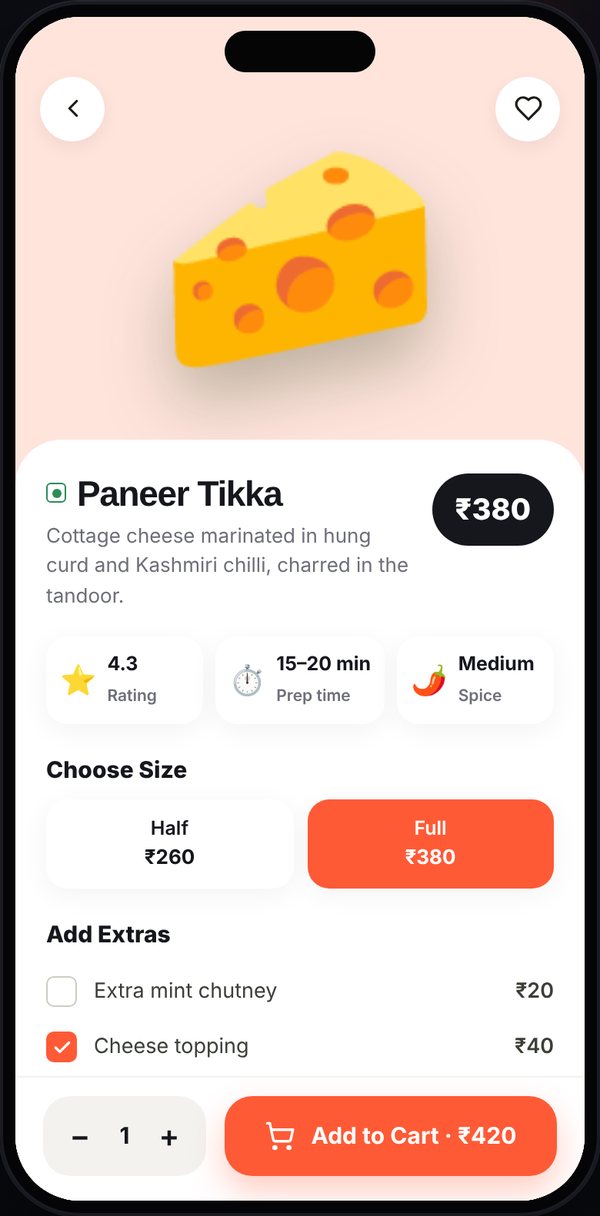 Paneer Tikka
₹380
Cottage cheese marinated in hung
curd and Kashmiri chilli, charred in the
tandoor.
4.3
Rating
15–20 min
Prep time
Medium
Spice
Choose Size
Half
₹260
Full
₹380
Add Extras
Extra mint chutney ₹20
Cheese topping ₹40
− 1 +
Add to Cart · ₹420